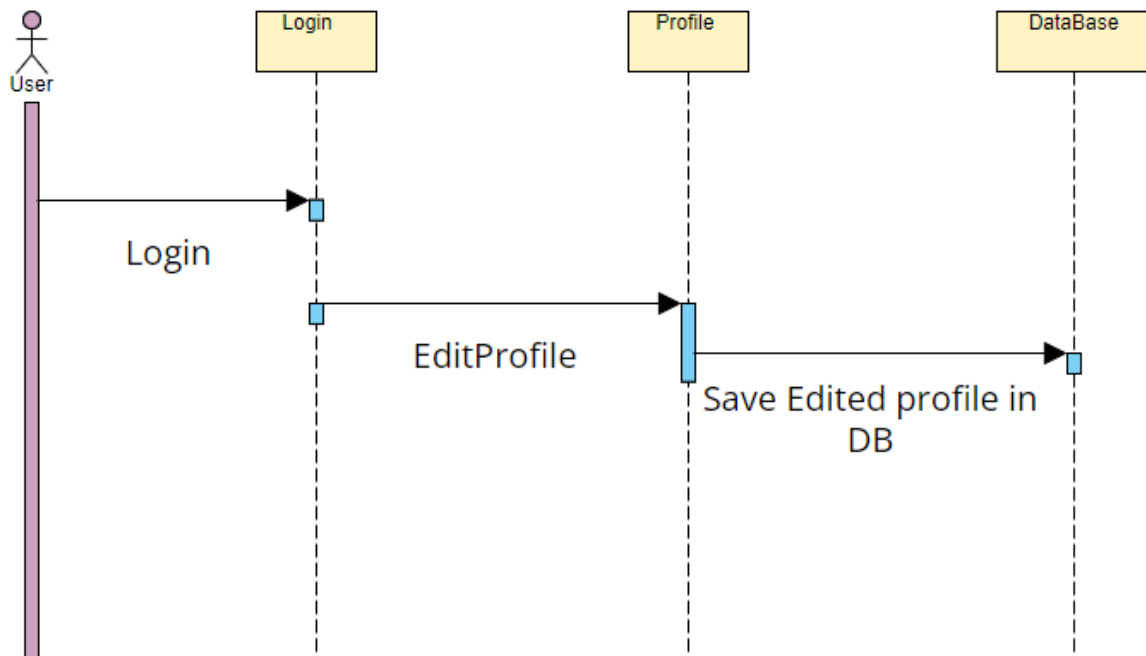 Login
Profile
DataBase
User
Login
EditProfile
Save Edited profile in
DB